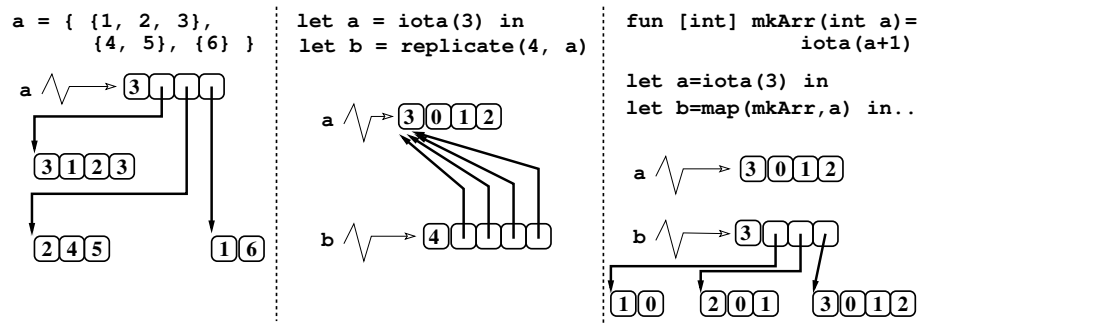 a = { {1, 2, 3},
{4, 5}, {6} }
a 3
3 1 2 3
2 4 5
1 6
let a = iota(3) in
let b = replicate(4, a)
a 3 0 1 2
b 4
fun [int] mkArr(int a)=
iota(a+1)
let a=iota(3) in
let b=map(mkArr,a) in..
a 3 0 1 2
b 3
1 0
2 0 1
3 0 1 2